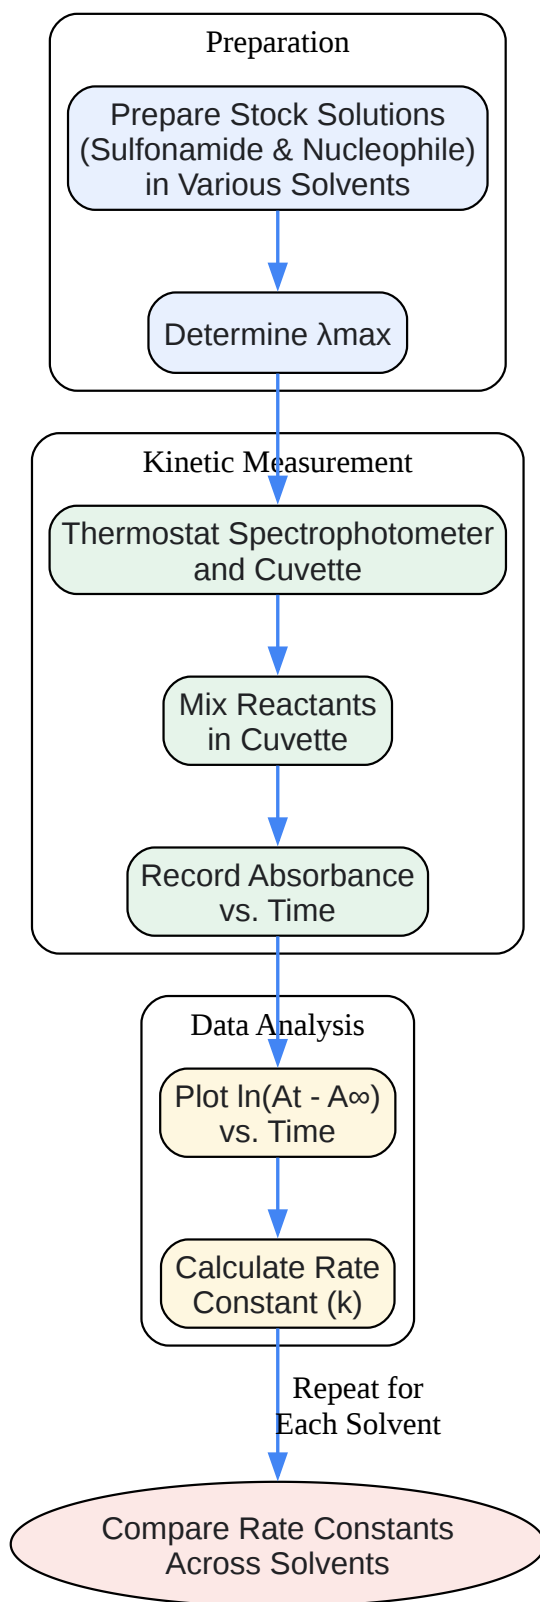 Preparation
Prepare Stock Solutions
(Sulfonamide & Nucleophile)
in Various Solvents
Determine λmax
Kinetic Measurement
Thermostat Spectrophotometer
and Cuvette
Mix Reactants
in Cuvette
Record Absorbance
vs. Time
Data Analysis
Plot ln(At - A∞)
vs. Time
Calculate Rate
Constant (k)
Repeat for
Each Solvent
Compare Rate Constants
Across Solvents